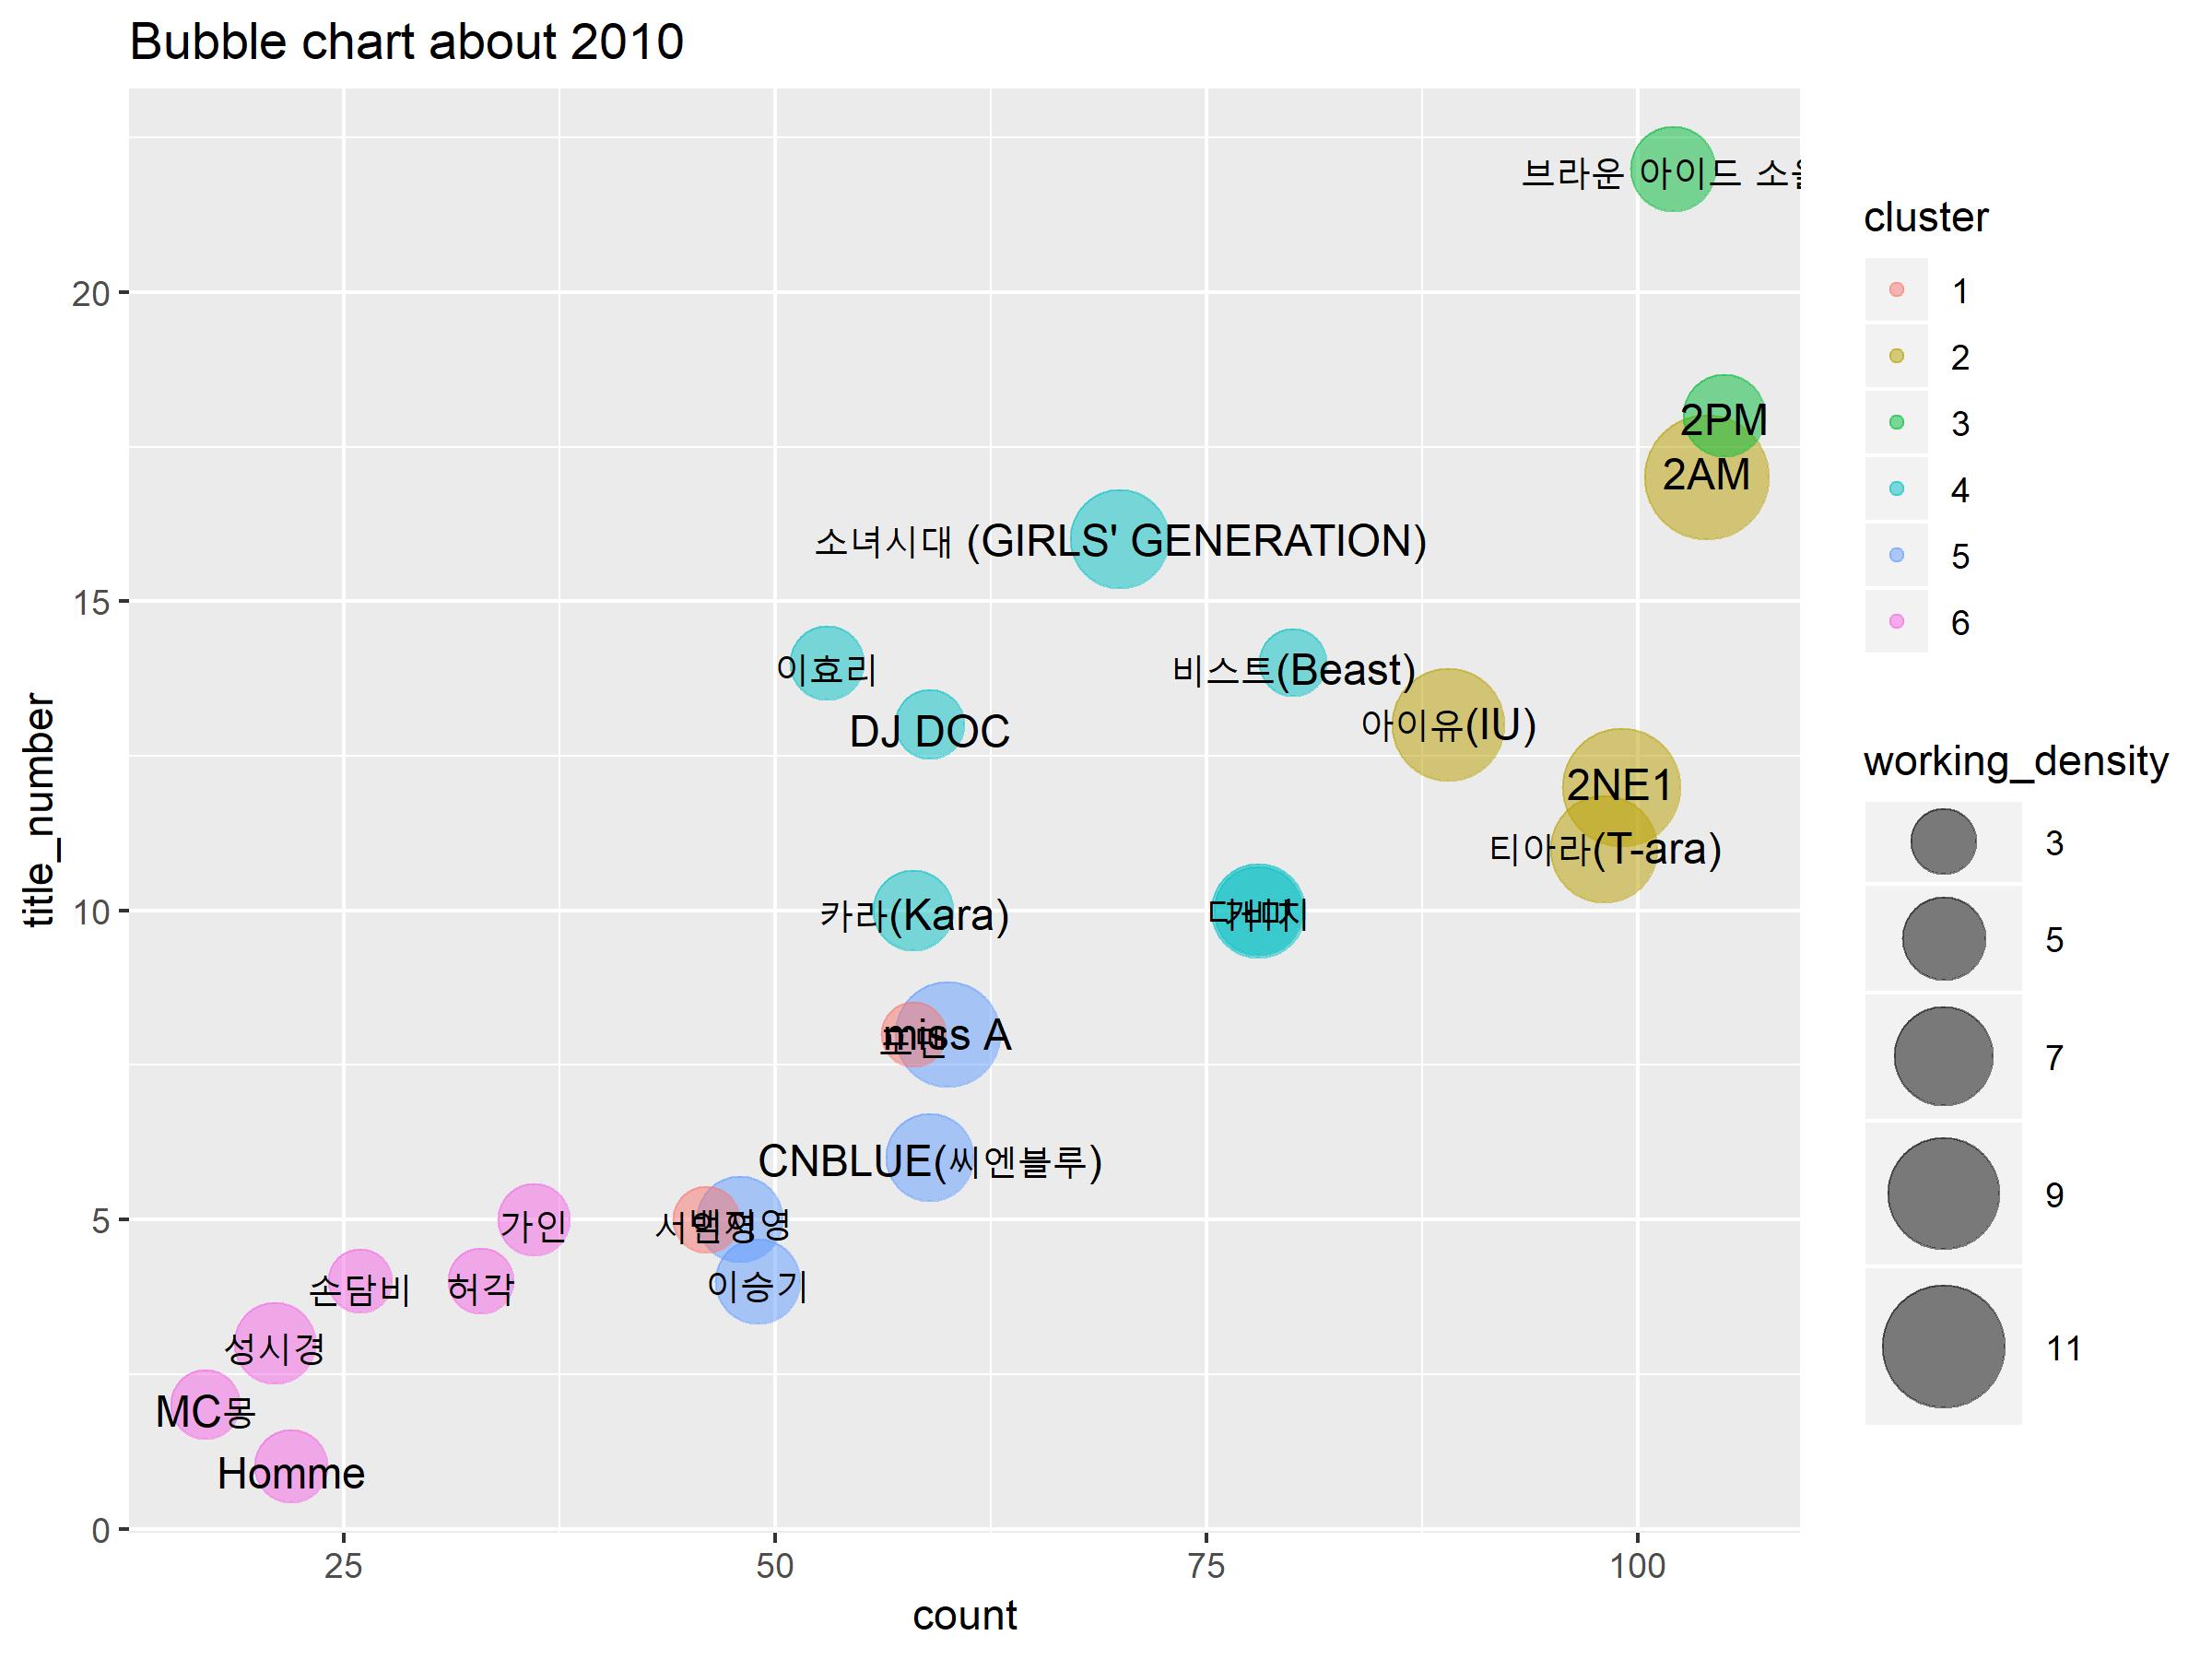 Bubble chart about 2010
title_number
20
15
10
5
0
브라운 아이드
2PM
2AM
소녀시대 (GIRLS' GENERATION)
이효리
비스트(Beast)
DJ DOC
아이유(IU)
2NE1
티아라(T-ara)
카라(Kara)
miss A
CNBLUE(씨엔블루)
가인
이승기
손담비
허각
성시경
MC몽
Homme
25
50
75
100
count
cluster
1
2
3
4
5
6
working_density
3
5
7
9
11